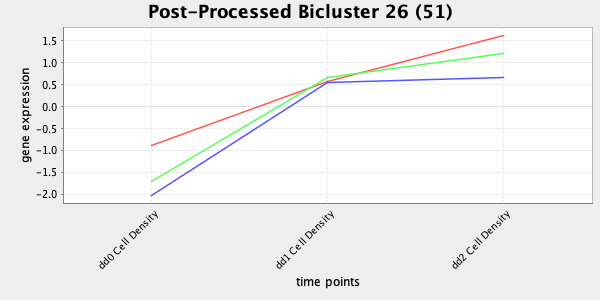 Post-Processed Bicluster 26 (51)
gene expression
1.5
1.0
0.5
0.0
-0.5
-1.0
-1.5
-2.0
dd0 Cell Density
dd1 Cell Density
dd2 Cell Density
time points